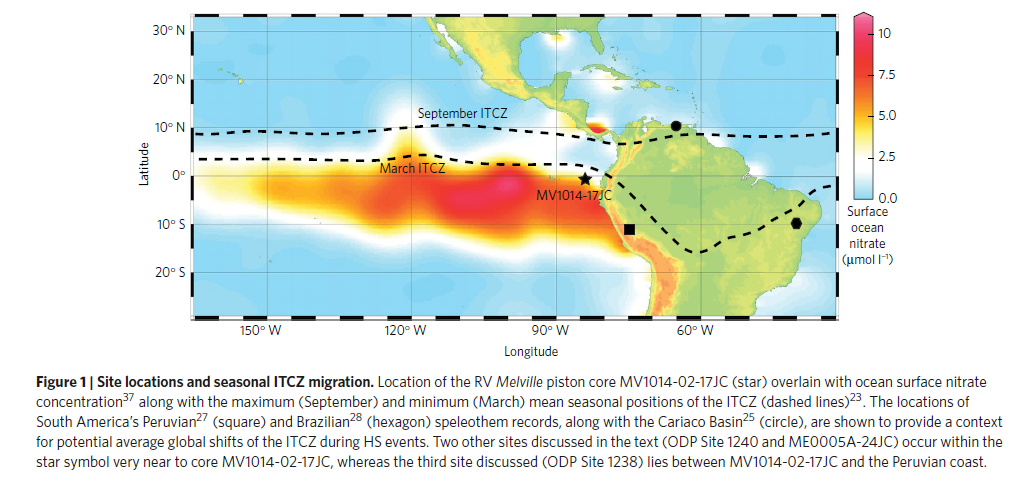 30° N
20° N
10° N
0°
10° S
20° S
Latitude
September ITCZ
March ITCZ
MV1014-17JC
150° W
120° W
90° W
60° W
Longitude
10
7.5
5.0
2.5
0.0
Surface
ocean
nitrate
(μmol l⁻¹)
Figure 1 | Site locations and seasonal ITCZ migration. Location of the RV Melville piston core MV1014-02-17JC (star) overlain with ocean surface nitrate
concentration³⁷ along with the maximum (September) and minimum (March) mean seasonal positions of the ITCZ (dashed lines)²³. The locations of
South America's Peruvian²⁷ (square) and Brazilian²⁸ (hexagon) speleothem records, along with the Cariaco Basin²⁵ (circle), are shown to provide a context
for potential average global shifts of the ITCZ during HS events. Two other sites discussed in the text (ODP Site 1240 and ME0005A-24JC) occur within the
star symbol very near to core MV1014-02-17JC, whereas the third site discussed (ODP Site 1238) lies between MV1014-02-17JC and the Peruvian coast.